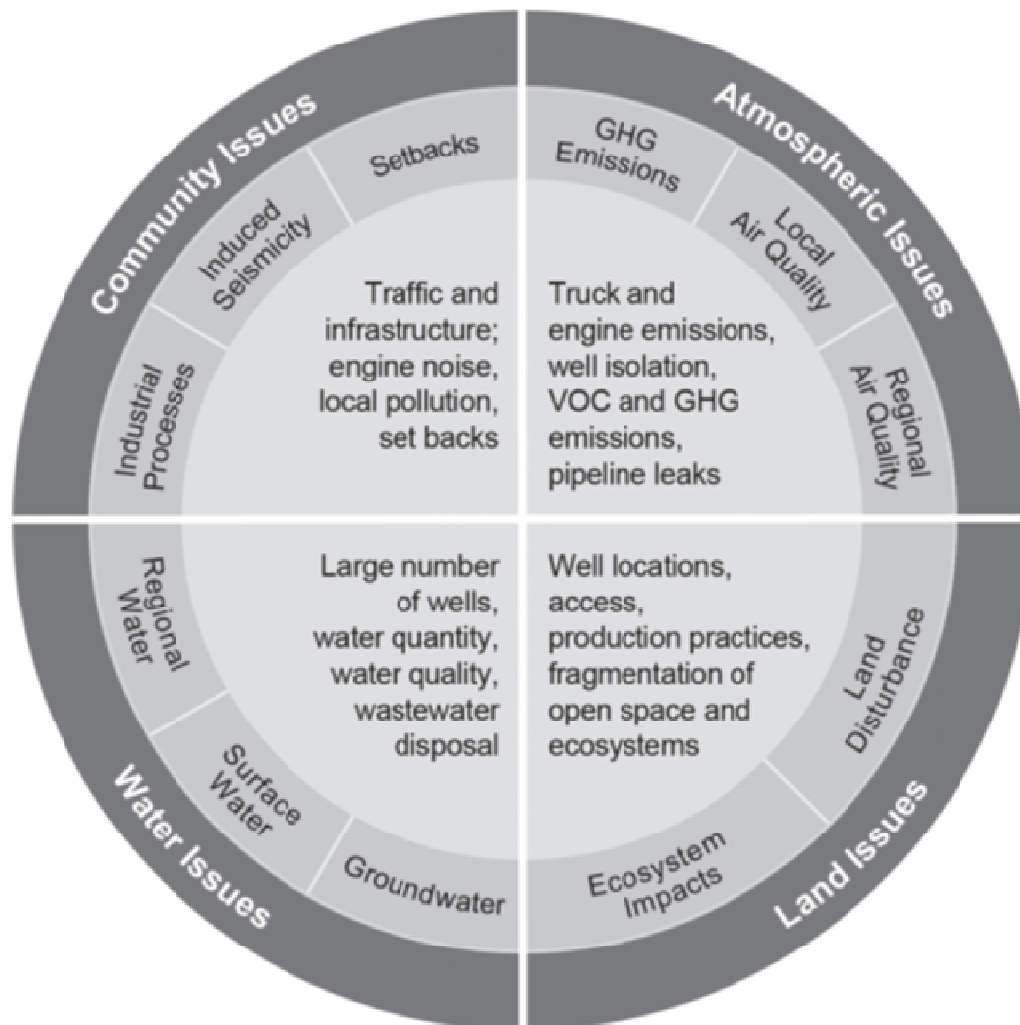 Community Issues
Setbacks
Induced
Seismicity
Industrial
Processes
Traffic and
infrastructure;
engine noise,
local pollution,
set backs
Atmospheric Issues
GHG
Emissions
Local
Air Quality
Regional
Air Quality
Truck and
engine emissions,
well isolation,
VOC and GHG
emissions,
pipeline leaks
Water Issues
Regional
Water
Surface
Water
Groundwater
Large number
of wells,
water quantity,
water quality,
wastewater
disposal
Land Issues
Land
Disturbance
Ecosystem
Impacts
Well locations,
access,
production practices,
fragmentation of
open space and
ecosystems